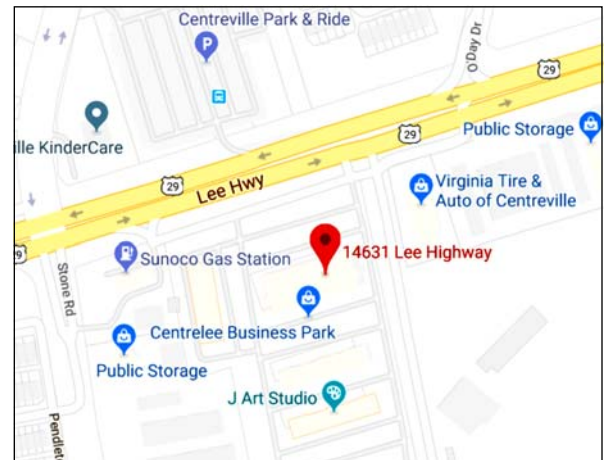 Centreville Park & Ride
P
O'Day Dr
29
29
Public Storage
ille KinderCare
29
Lee Hwy
Virginia Tire &
Auto of Centreville
29
Sunoco Gas Station
14631 Lee Highway
Stone Rd
Centrelee Business Park
Public Storage
J Art Studio
Pendlet